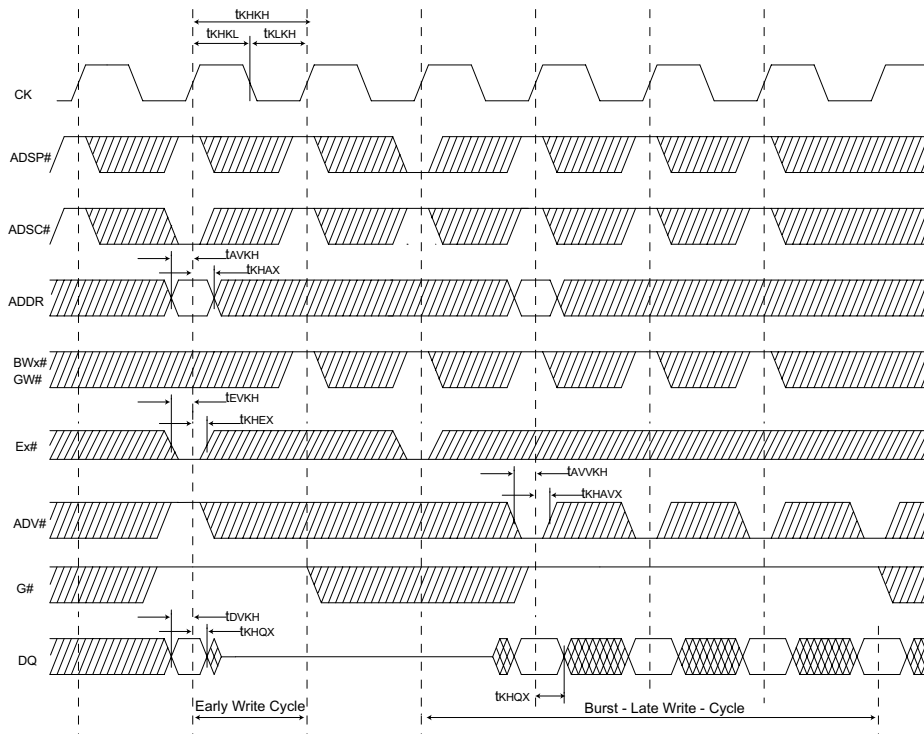 tKHKH
tKHKL
tKLKH
CK
ADSP#
ADSC#
tAVKH
tKHAX
ADDR
BWx#
GW#
tEVKH
tKHEX
Ex#
tAVVKH
tKHAVX
ADV#
G#
tDVKH
tKHQX
DQ
tKHQX
Early Write Cycle
Burst - Late Write - Cycle